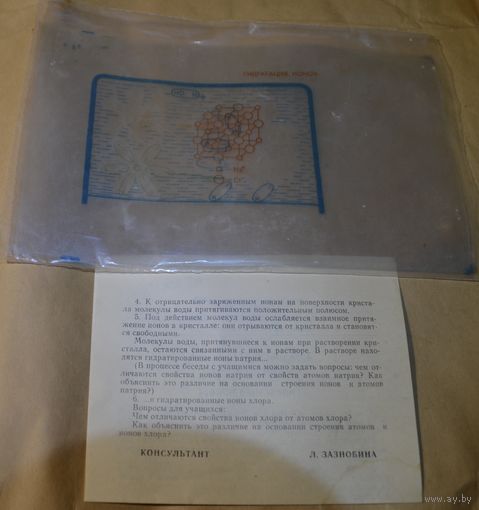 ГИДРАТАЦИЯ ИОНОВ
4. К отрицательно заряженным ионам на поверхности криста-
ла молекулы воды притягиваются положительным полюсом.
5. Под действием молекул воды ослабляется взаимное притя-
жение ионов в кристалле: они отрываются от кристалла и становят-
ся свободными.
Молекулы воды, притянувшиеся к ионам при растворении кри-
сталла, остаются связанными с ним в растворе. В растворе нахо-
лятся гидратированные ионы натрия...
(В процессе беседы с учащимися можно задать вопросы: чем от-
личаются свойства ионов натрия от свойств атомов натрия? Как
объяснить это различие на основании строения ионов и атомов
натрия?)
6. ...и гидратированные ионы хлора.
Вопросы для учащихся:
Чем отличаются свойства ионов хлора от атомов хлора?
Как объяснить это различие на основании строения атомов и
ионов хлора?
КОНСУЛЬТАНТ Л. ЗАЗНОБИНА
www.ay.by